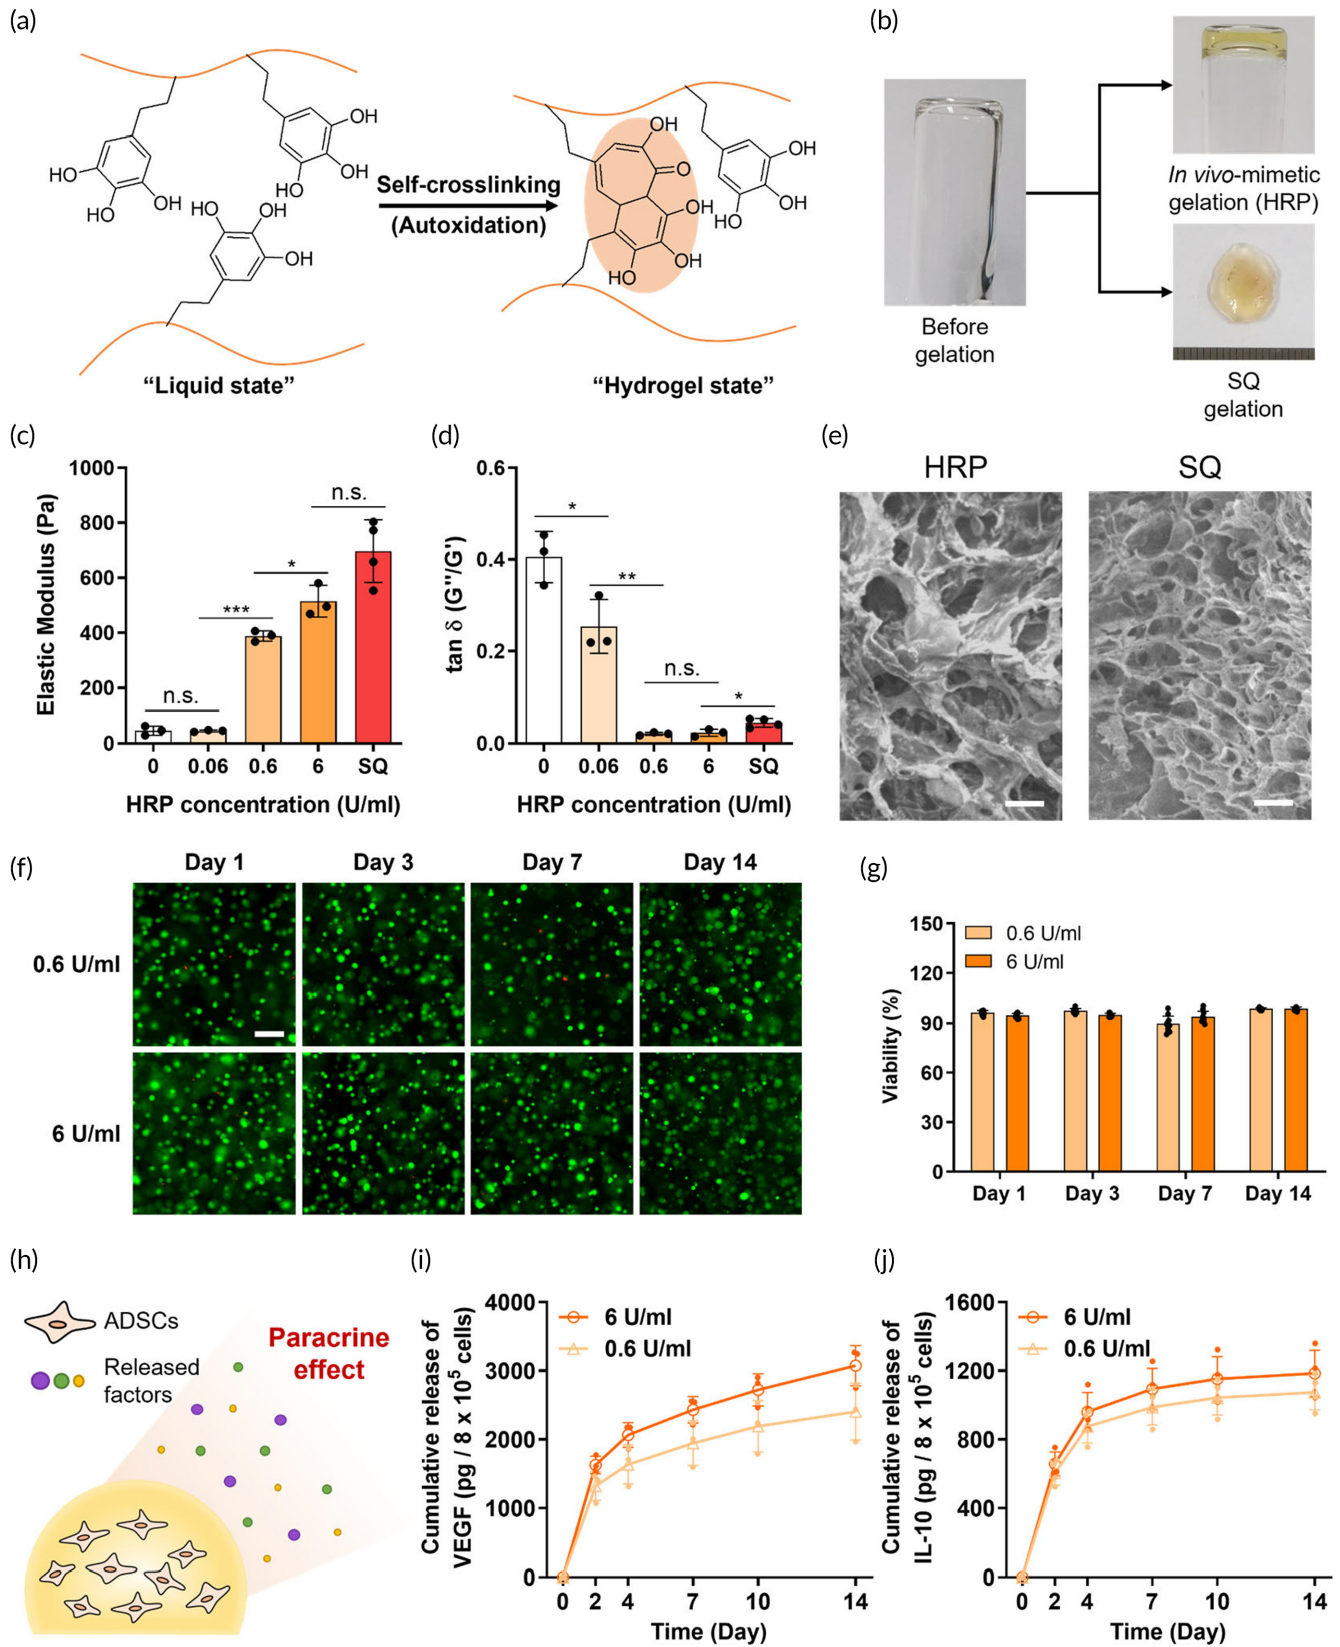 (a)
OH
OH
OH
HO
HO
OH
HO
OH
OH
Self-crosslinking
(Autoxidation)
OH
O
OH
OH
HO
OH
OH
HO
“Liquid state”
“Hydrogel state”
(b)
Before
gelation
In vivo-mimetic
gelation (HRP)
SQ
gelation
(c)
Elastic Modulus (Pa)
1000
800
600
400
200
0
n.s.
***
*
n.s.
0 0.06 0.6 6 SQ
HRP concentration (U/ml)
(d)
tan δ (G''/G')
0.6
0.4
0.2
0.0
*
**
n.s.
*
0 0.06 0.6 6 SQ
HRP concentration (U/ml)
(e)
HRP SQ
(f)
Day 1 Day 3 Day 7 Day 14
0.6 U/ml
6 U/ml
(g)
Viability (%)
150
120
90
60
30
0
0.6 U/ml
6 U/ml
Day 1 Day 3 Day 7 Day 14
(h)
ADSCs
Released
factors
Paracrine
effect
(i)
Cumulative release of
VEGF (pg / 8 x 10⁵ cells)
4000
3000
2000
1000
0
6 U/ml
0.6 U/ml
0 2 4 7 10 14
Time (Day)
(j)
Cumulative release of
IL-10 (pg / 8 x 10⁵ cells)
1600
1200
800
400
0
6 U/ml
0.6 U/ml
0 2 4 7 10 14
Time (Day)